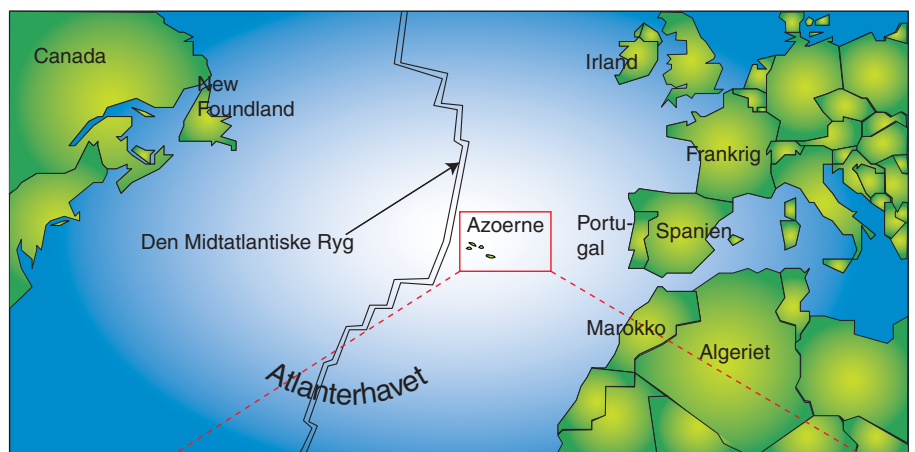 Canada
New
Foundland
Irland
Frankrig
Den Midtatlantiske Ryg
Azoerne
Portu-
gal
Spanien
Marokko
Algeriet
Atlanterhavet